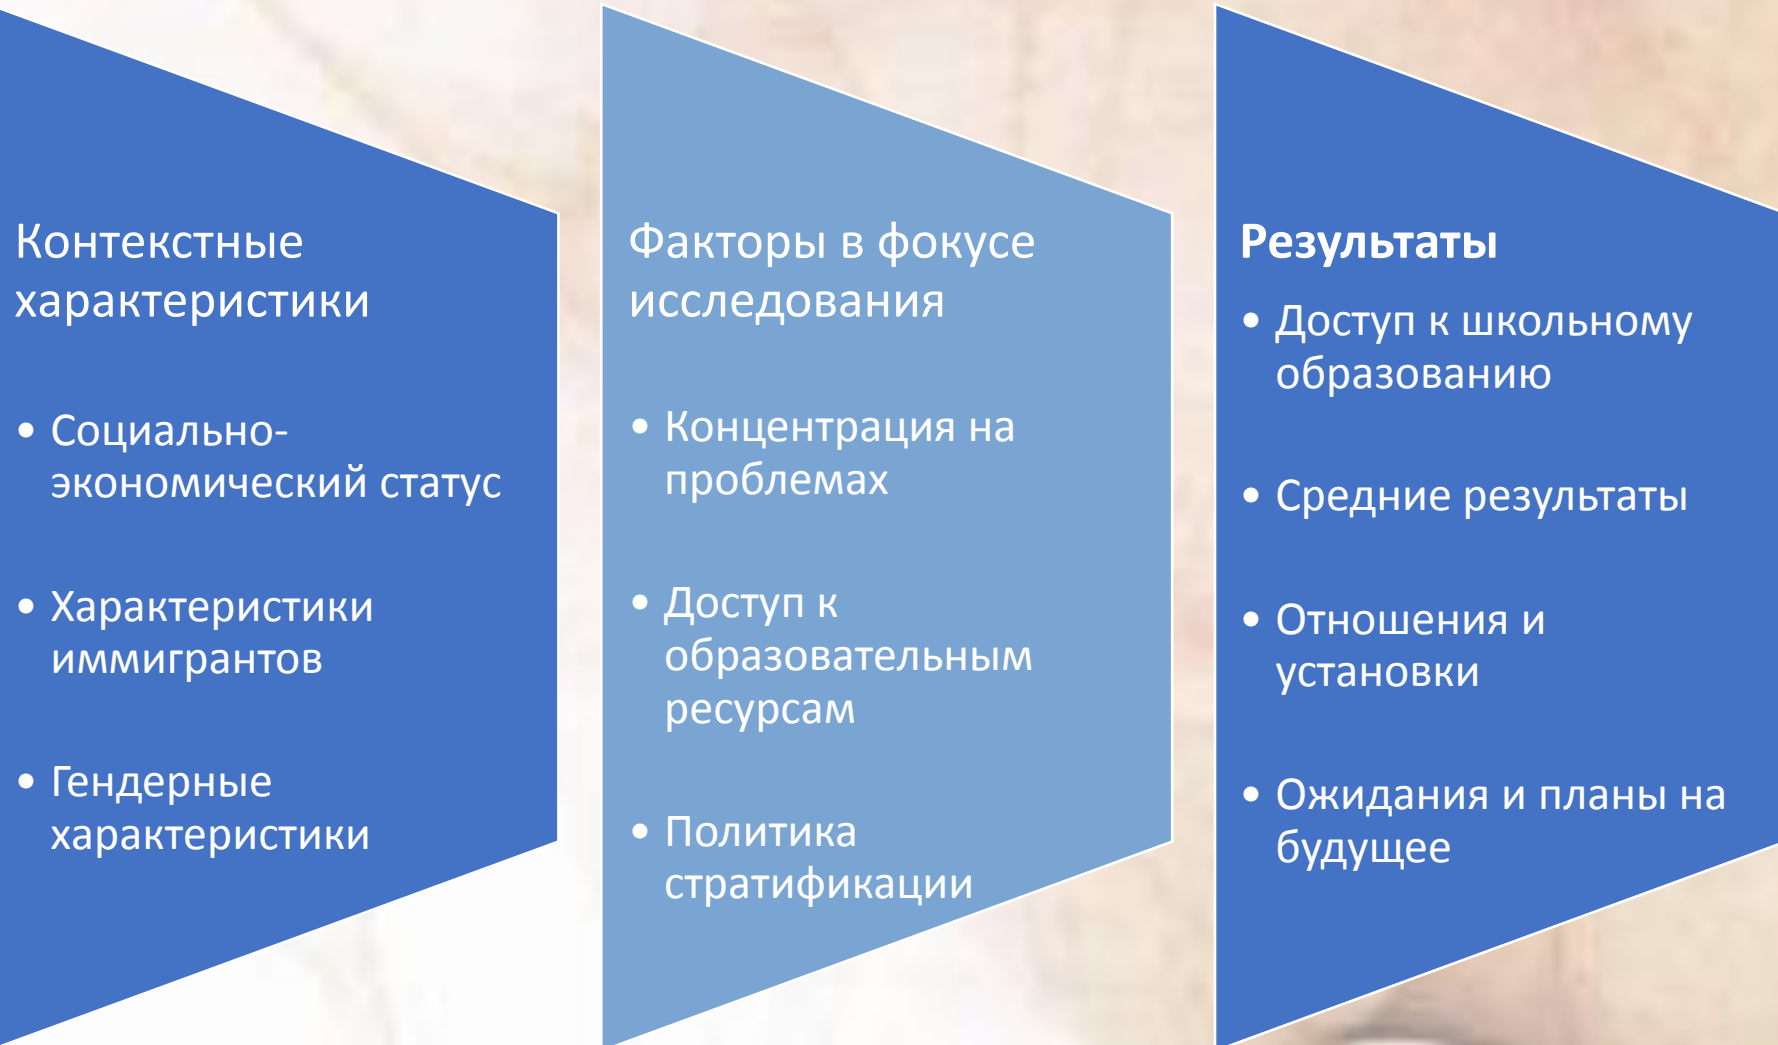 Контекстные
характеристики
• Социально-
экономический статус
• Характеристики
иммигрантов
• Гендерные
характеристики
Факторы в фокусе
исследования
• Концентрация на
проблемах
• Доступ к
образовательным
ресурсам
• Политика
стратификации
Результаты
• Доступ к школьному
образованию
• Средние результаты
• Отношения и
установки
• Ожидания и планы на
будущее